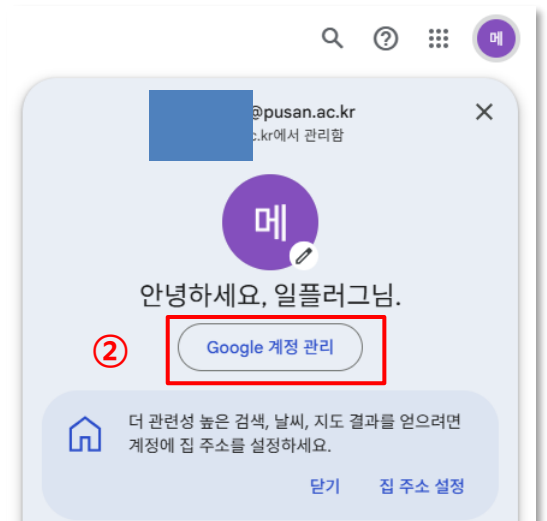 메
@pusan.ac.kr
c.kr에서 관리함
메
안녕하세요, 일플러그님.
② Google 계정 관리
더 관련성 높은 검색, 날씨, 지도 결과를 얻으려면
계정에 집 주소를 설정하세요.
닫기 집 주소 설정